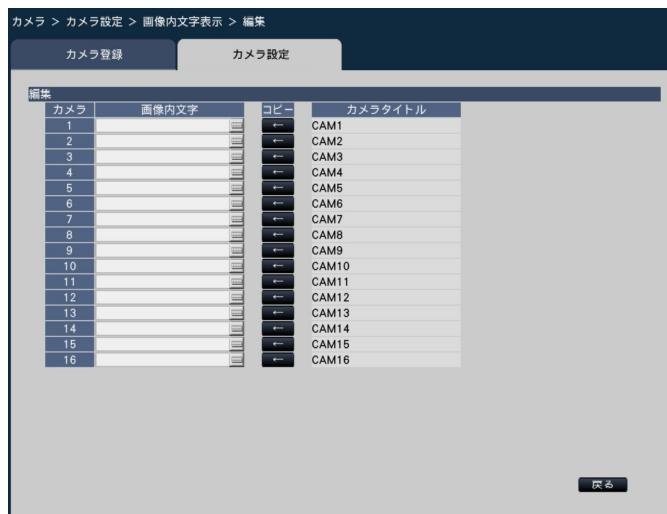 カメラ > カメラ設定 > 画像内文字表示 > 編集
カメラ登録 カメラ設定
編集
カメラ 画像内文字 コピー カメラタイトル
1 ← CAM1
2 ← CAM2
3 ← CAM3
4 ← CAM4
5 ← CAM5
6 ← CAM6
7 ← CAM7
8 ← CAM8
9 ← CAM9
10 ← CAM10
11 ← CAM11
12 ← CAM12
13 ← CAM13
14 ← CAM14
15 ← CAM15
16 ← CAM16
戻る